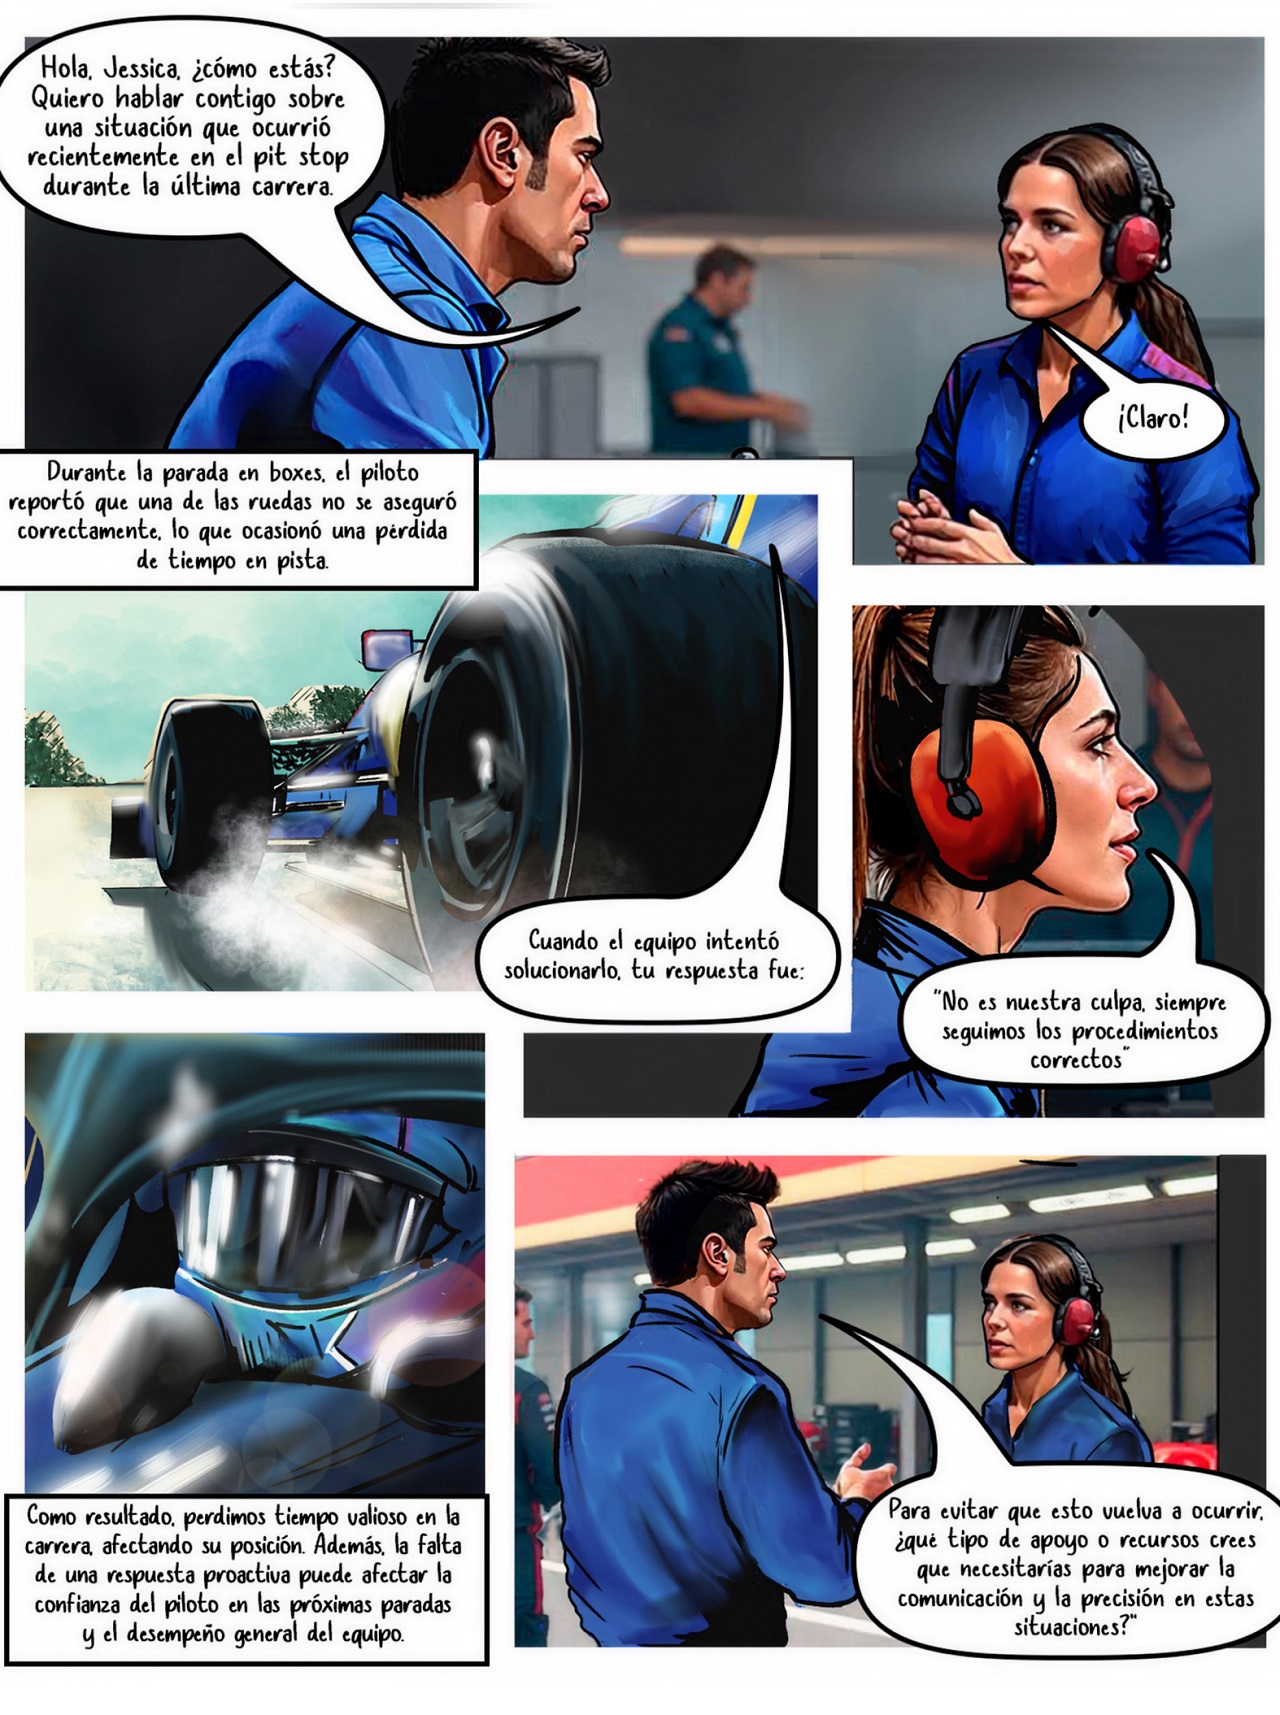 Hola, Jessica, ¿cómo estás?
Quiero hablar contigo sobre
una situación que ocurrió
recientemente en el pit stop
durante la última carrera.
¡Claro!
Durante la parada en boxes, el piloto
reportó que una de las ruedas no se aseguró
correctamente, lo que ocasionó una pérdida
de tiempo en pista.
Cuando el equipo intentó
solucionarlo, tu respuesta fue:
"No es nuestra culpa, siempre
seguimos los procedimientos
correctos"
Como resultado, perdimos tiempo valioso en la
carrera, afectando su posición. Además, la falta
de una respuesta proactiva puede afectar la
confianza del piloto en las próximas paradas
y el desempeño general del equipo.
Para evitar que esto vuelva a ocurrir,
¿qué tipo de apoyo o recursos crees
que necesitarías para mejorar la
comunicación y la precisión en estas
situaciones?"